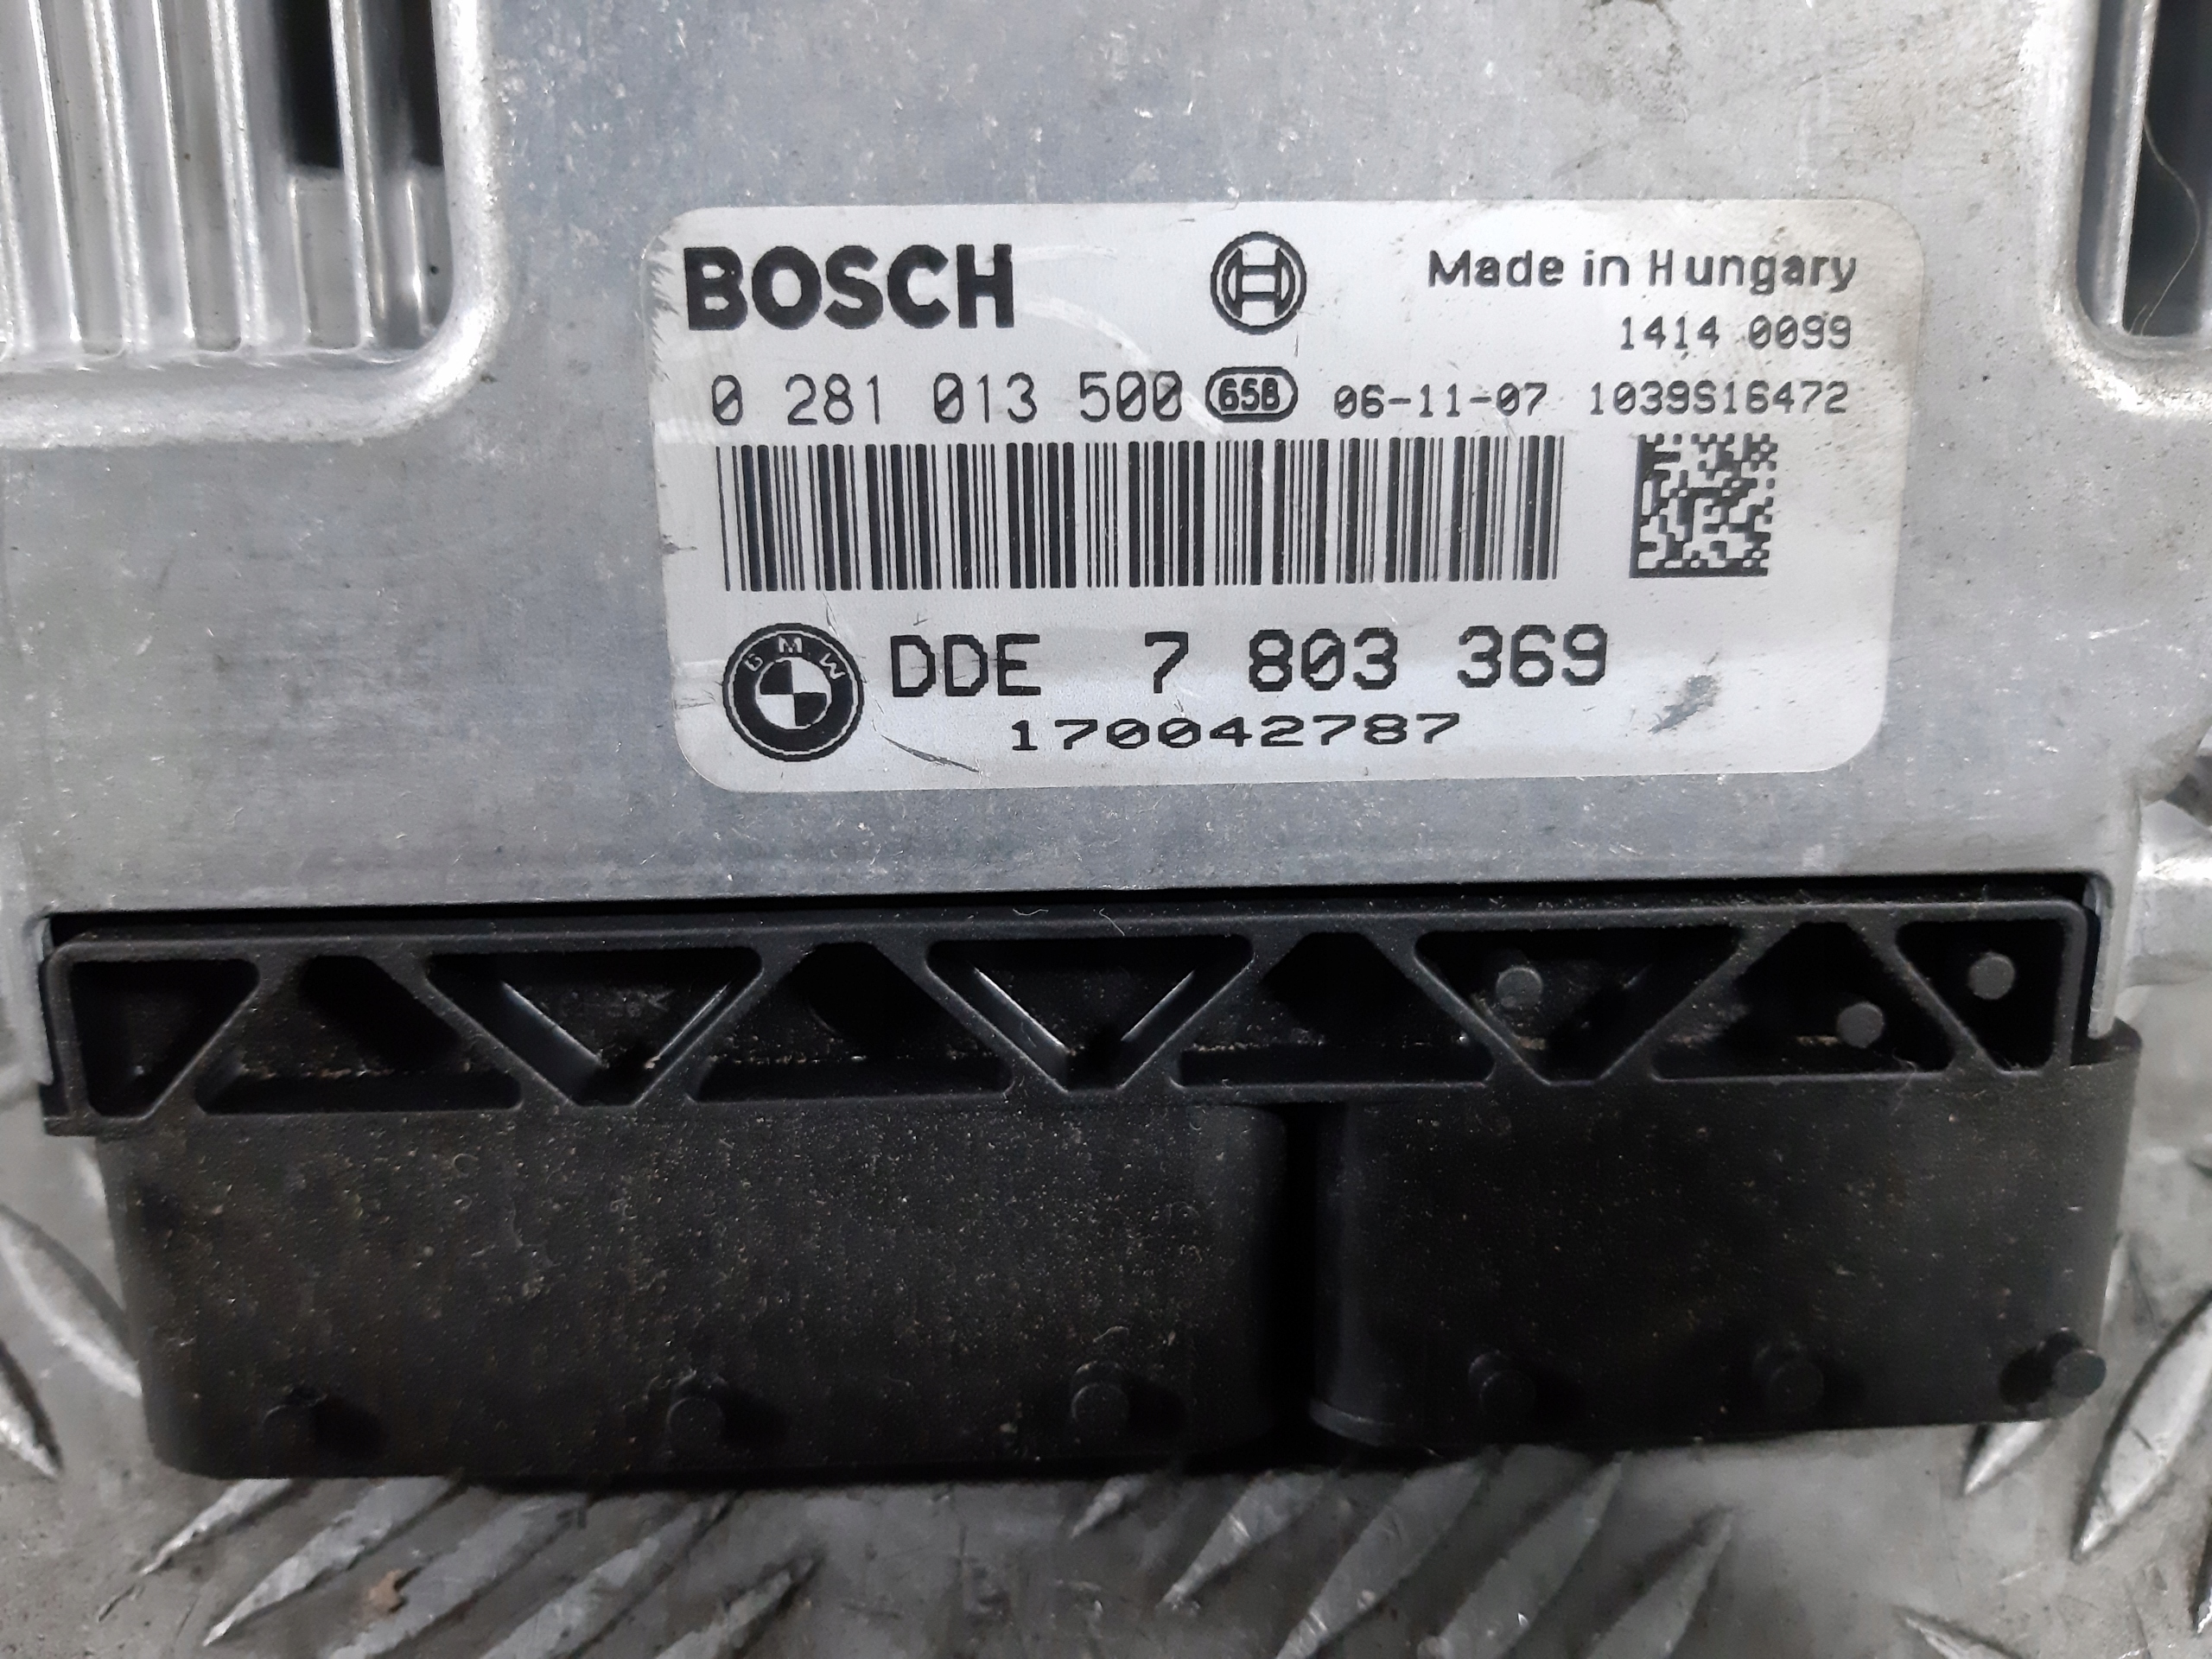 BOSCH
Made in Hungary
1414 0099
0 281 013 500 65B 06-11-07 1039S16472
BMW
DDE 7 803 369
170042787